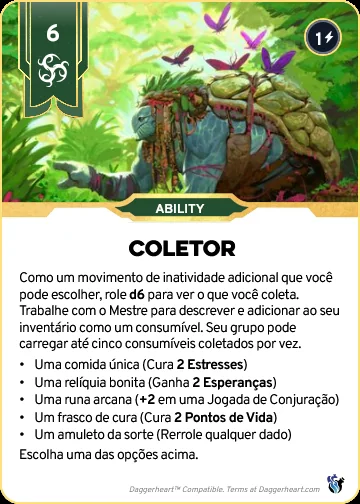 6
1
ABILITY
COLETOR
Como um movimento de inatividade adicional que você
pode escolher, role d6 para ver o que você coleta.
Trabalhe com o Mestre para descrever e adicionar ao seu
inventário como um consumível. Seu grupo pode
carregar até cinco consumíveis coletados por vez.
• Uma comida única (Cura 2 Estresses)
• Uma relíquia bonita (Ganha 2 Esperanças)
• Uma runa arcana (+2 em uma Jogada de Conjuração)
• Um frasco de cura (Cura 2 Pontos de Vida)
• Um amuleto da sorte (Rerrole qualquer dado)
Escolha uma das opções acima.
Daggerheart™ Compatible. Terms at Daggerheart.com